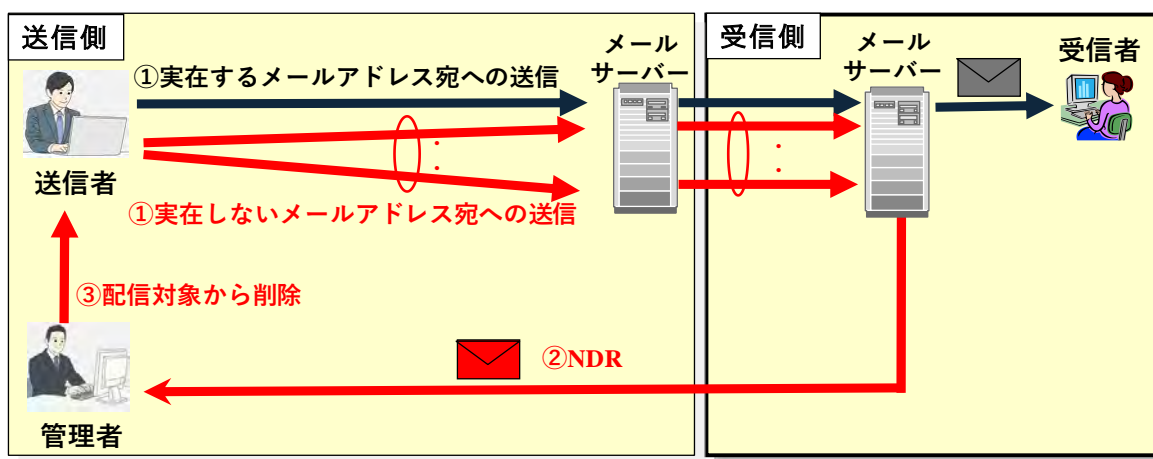 送信側
①実在するメールアドレス宛への送信
メール
サーバー
受信側
メール
サーバー
受信者
送信者
①実在しないメールアドレス宛への送信
③配信対象から削除
②NDR
管理者